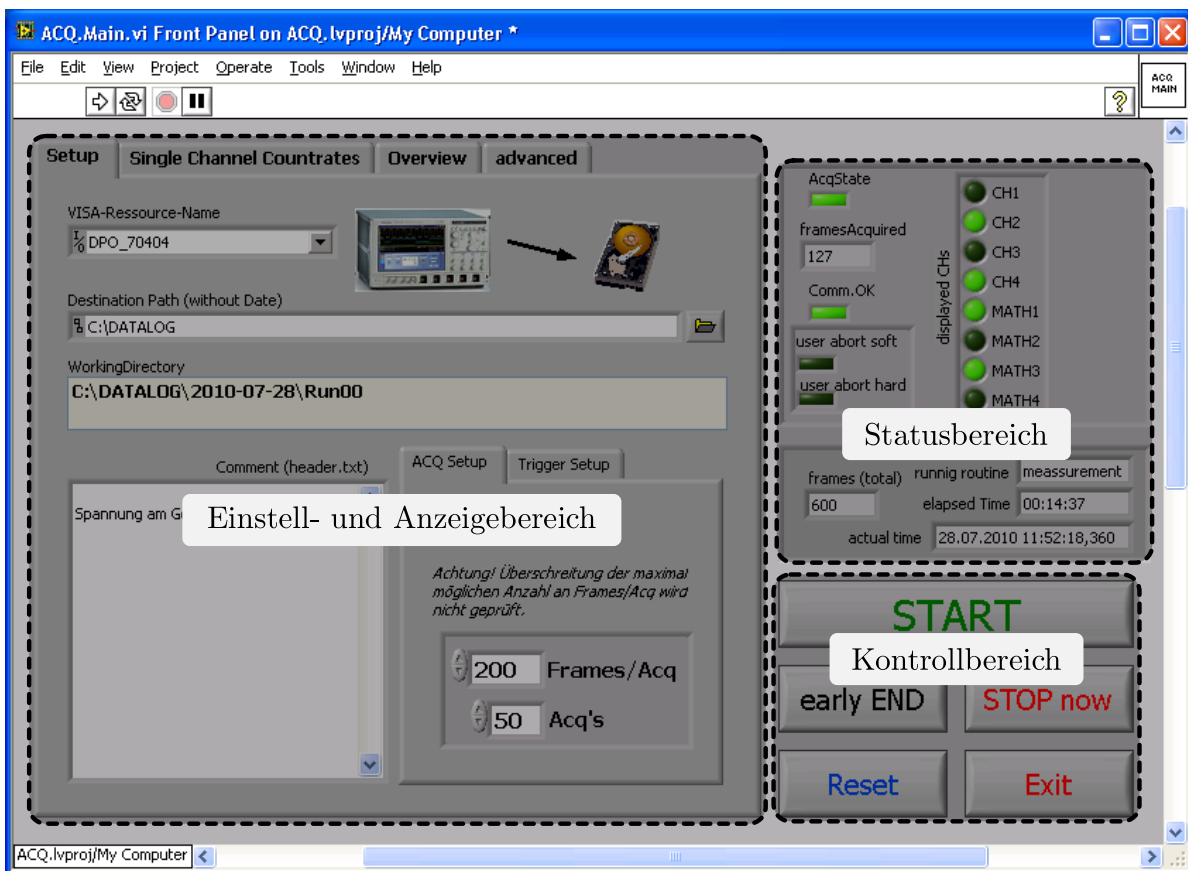 ACQ.Main.vi Front Panel on ACQ.lvproj/My Computer *
File Edit View Project Operate Tools Window Help
ACQ
MAIN
Setup Single Channel Countrates Overview advanced
VISA-Ressource-Name
DPO_70404
Destination Path (without Date)
C:\DATALOG
WorkingDirectory
C:\DATALOG\2010-07-28\Run00
Comment (header.txt)
Spannung am
Einstell- und Anzeigebereich
ACQ Setup Trigger Setup
Achtung! Überschreitung der maximal
möglichen Anzahl an Frames/Acq wird
nicht geprüft.
200 Frames/Acq
50 Acq's
AcqState
framesAcquired
127
Comm.OK
user abort soft
user abort hard
displayed CHs
CH1
CH2
CH3
CH4
MATH1
MATH2
MATH3
MATH4
Statusbereich
frames (total)
600
runnig routine meassurement
elapsed Time 00:14:37
actual time 28.07.2010 11:52:18,360
START
Kontrollbereich
early END STOP now
Reset Exit
ACQ.lvproj/My Computer